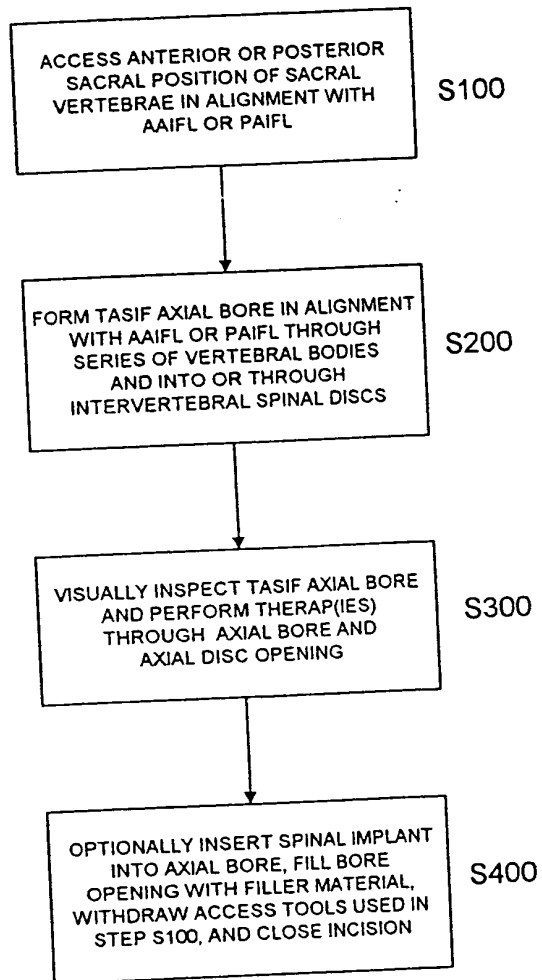 ACCESS ANTERIOR OR POSTERIOR
SACRAL POSITION OF SACRAL
VERTEBRAE IN ALIGNMENT WITH
AAIFL OR PAIFL
S100
FORM TASIF AXIAL BORE IN ALIGNMENT
WITH AAIFL OR PAIFL THROUGH
SERIES OF VERTEBRAL BODIES
AND INTO OR THROUGH
INTERVERTEBRAL SPINAL DISCS
S200
VISUALLY INSPECT TASIF AXIAL BORE
AND PERFORM THERAP(IES)
THROUGH AXIAL BORE AND
AXIAL DISC OPENING
S300
OPTIONALLY INSERT SPINAL IMPLANT
INTO AXIAL BORE, FILL BORE
OPENING WITH FILLER MATERIAL,
WITHDRAW ACCESS TOOLS USED IN
STEP S100, AND CLOSE INCISION
S400